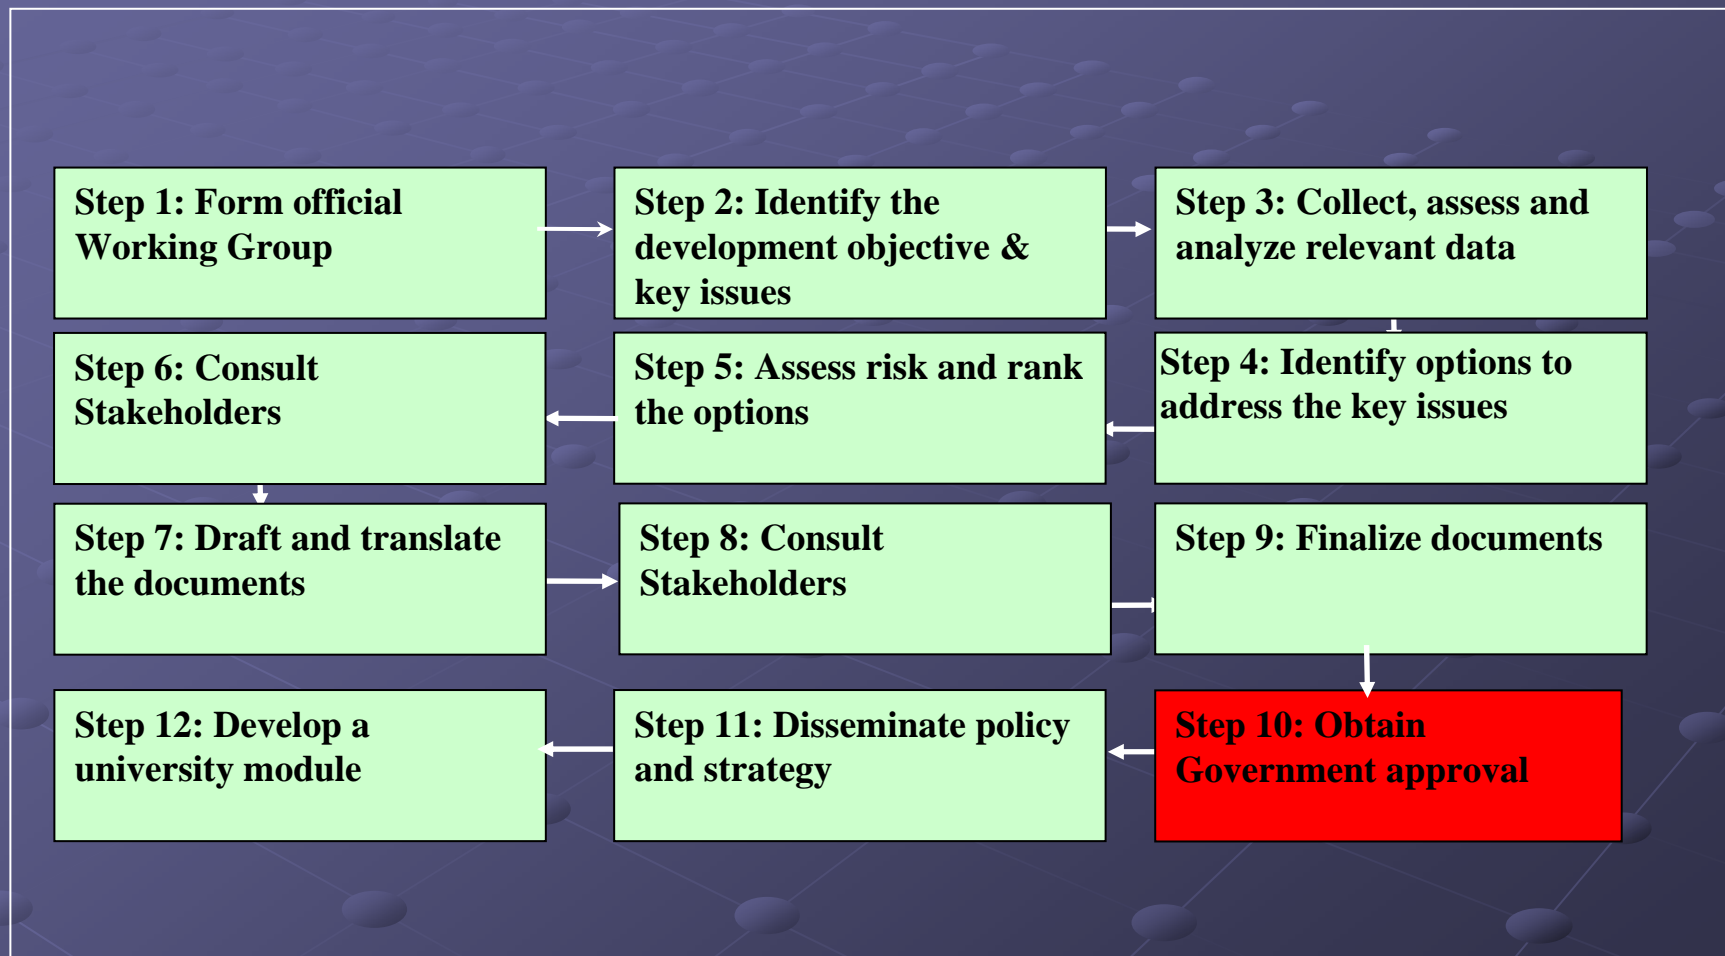 Step 1: Form official
Working Group
Step 2: Identify the
development objective &
key issues
Step 3: Collect, assess and
analyze relevant data
Step 4: Identify options to
address the key issues
Step 5: Assess risk and rank
the options
Step 6: Consult
Stakeholders
Step 7: Draft and translate
the documents
Step 8: Consult
Stakeholders
Step 9: Finalize documents
Step 10: Obtain
Government approval
Step 11: Disseminate policy
and strategy
Step 12: Develop a
university module